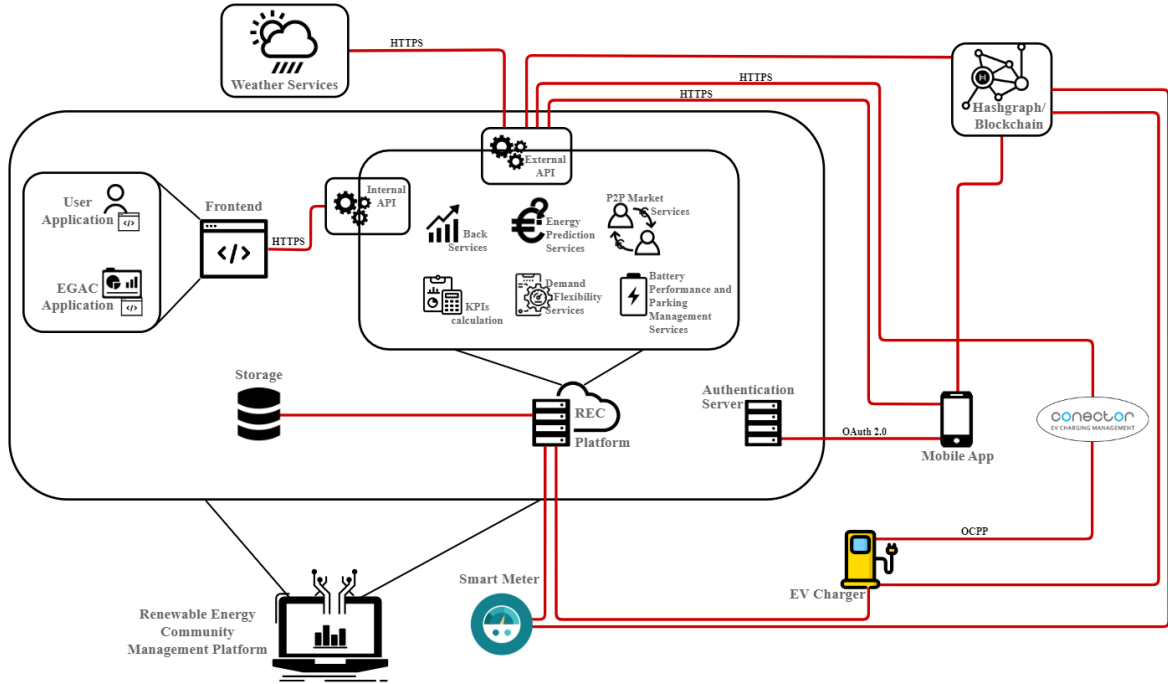 HTTPS
Weather Services
HTTPS
HTTPS
Hashgraph/
Blockchain
External
API
User
Application
</>
Frontend
</>
Internal
API
HTTPS
EGAC
Application
</>
Back
Services
Energy
Prediction
Services
P2P Market
Services
KPIs
calculation
Demand
Flexibility
Services
Battery
Performance and
Parking
Management
Services
Storage
REC
Platform
Authentication
Server
OAuth 2.0
Mobile App
conector
EV CHARGING MANAGEMENT
OCPP
EV Charger
Smart Meter
Renewable Energy
Community
Management Platform